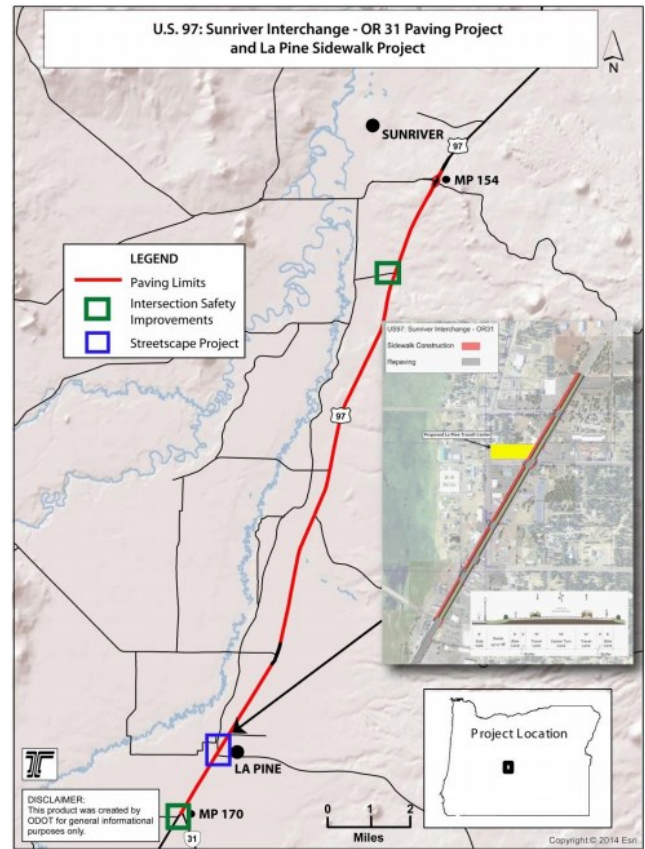 U.S. 97: Sunriver Interchange - OR 31 Paving Project
and La Pine Sidewalk Project
N
SUNRIVER
97
MP 154
LEGEND
Paving Limits
Intersection Safety
Improvements
Streetscape Project
US97: Sunriver Interchange - OR31
Sidewalk Construction
Repaving
97
Proposed La Pine Transit Center
Project Location
LA PINE
DISCLAIMER:
This product was created by
ODOT for general informational
purposes only.
MP 170
31
0 1 2
Miles
Copyright:© 2014 Esri